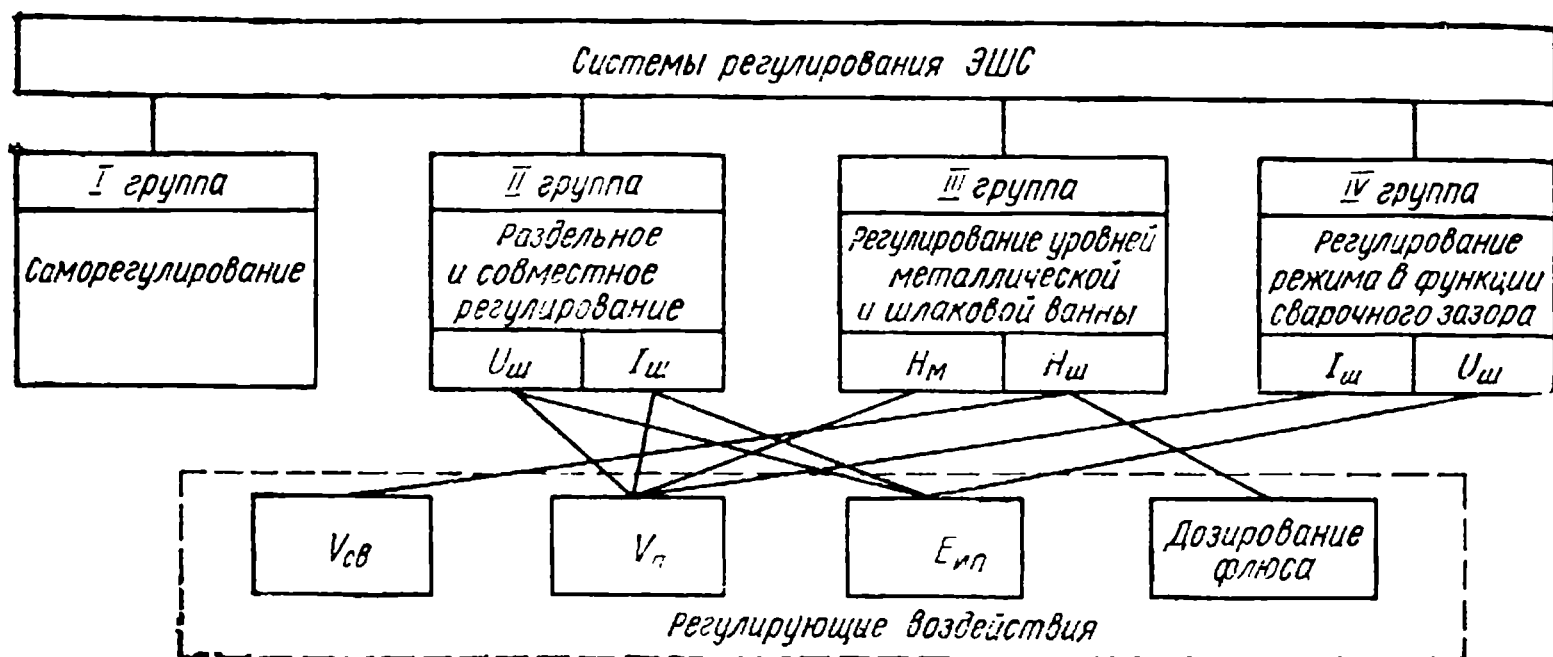 Системы регулирования ЭШС
I группа
Саморегулирование
II группа
Раздельное
и совместное
регулирование
Uш
Iш
III группа
Регулирование уровней
металлической
и шлаковой ванны
Hм
Hш
IV группа
Регулирование
режима в функции
сварочного зазора
Iш
Uш
Vсв
Vп
Eип
Дозирование
флюса
Регулирующие воздействия